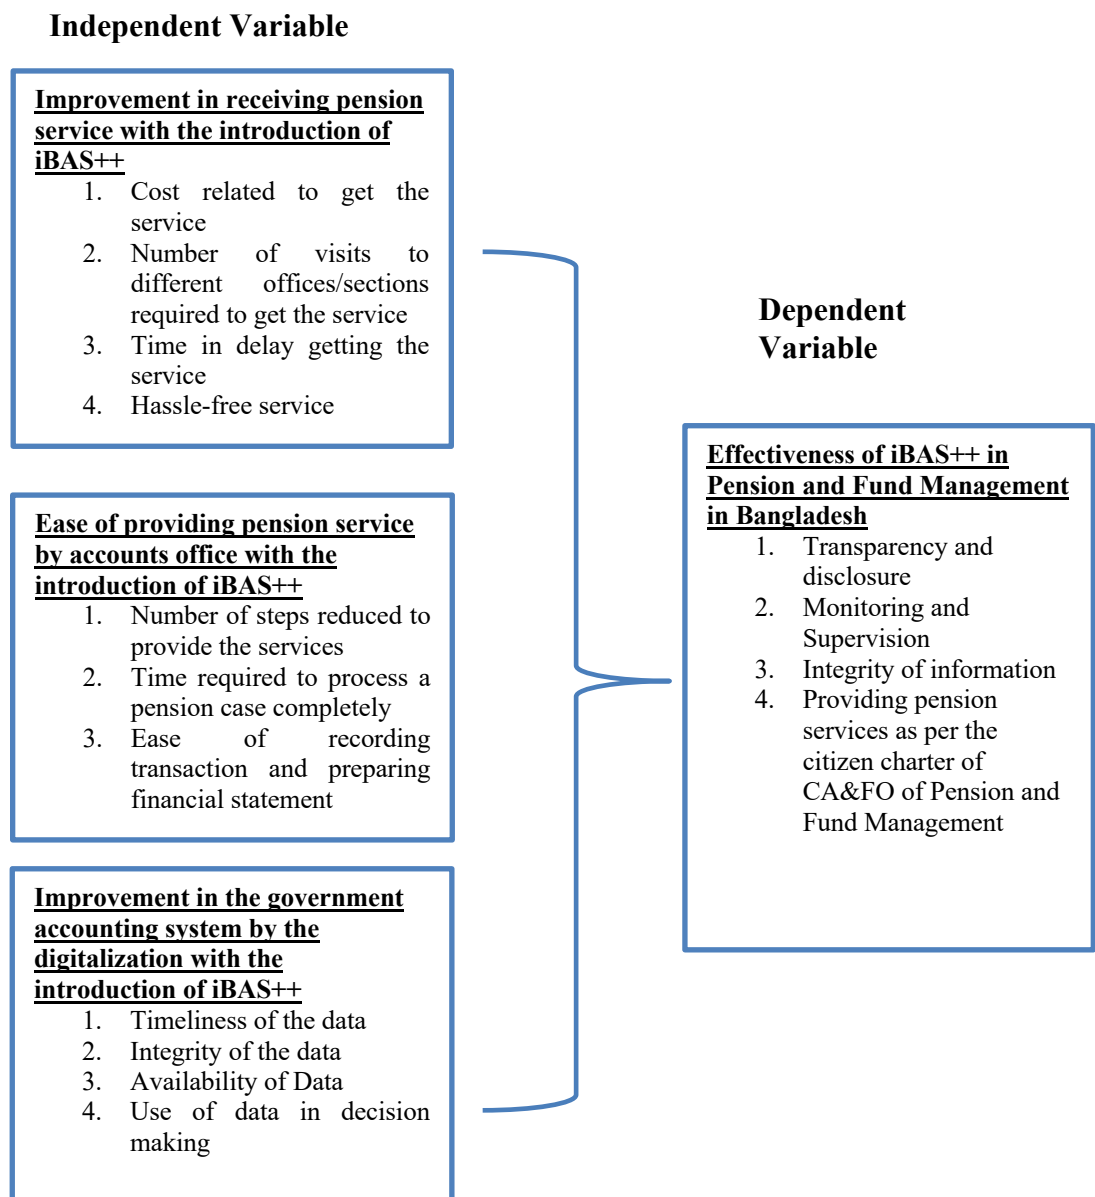 Independent Variable
Improvement in receiving pension
service with the introduction of
iBAS++
1. Cost related to get the
service
2. Number of visits to
different offices/sections
required to get the service
3. Time in delay getting the
service
4. Hassle-free service
Ease of providing pension service
by accounts office with the
introduction of iBAS++
1. Number of steps reduced to
provide the services
2. Time required to process a
pension case completely
3. Ease of recording
transaction and preparing
financial statement
Improvement in the government
accounting system by the
digitalization with the
introduction of iBAS++
1. Timeliness of the data
2. Integrity of the data
3. Availability of Data
4. Use of data in decision
making
Dependent
Variable
Effectiveness of iBAS++ in
Pension and Fund Management
in Bangladesh
1. Transparency and
disclosure
2. Monitoring and
Supervision
3. Integrity of information
4. Providing pension
services as per the
citizen charter of
CA&FO of Pension and
Fund Management